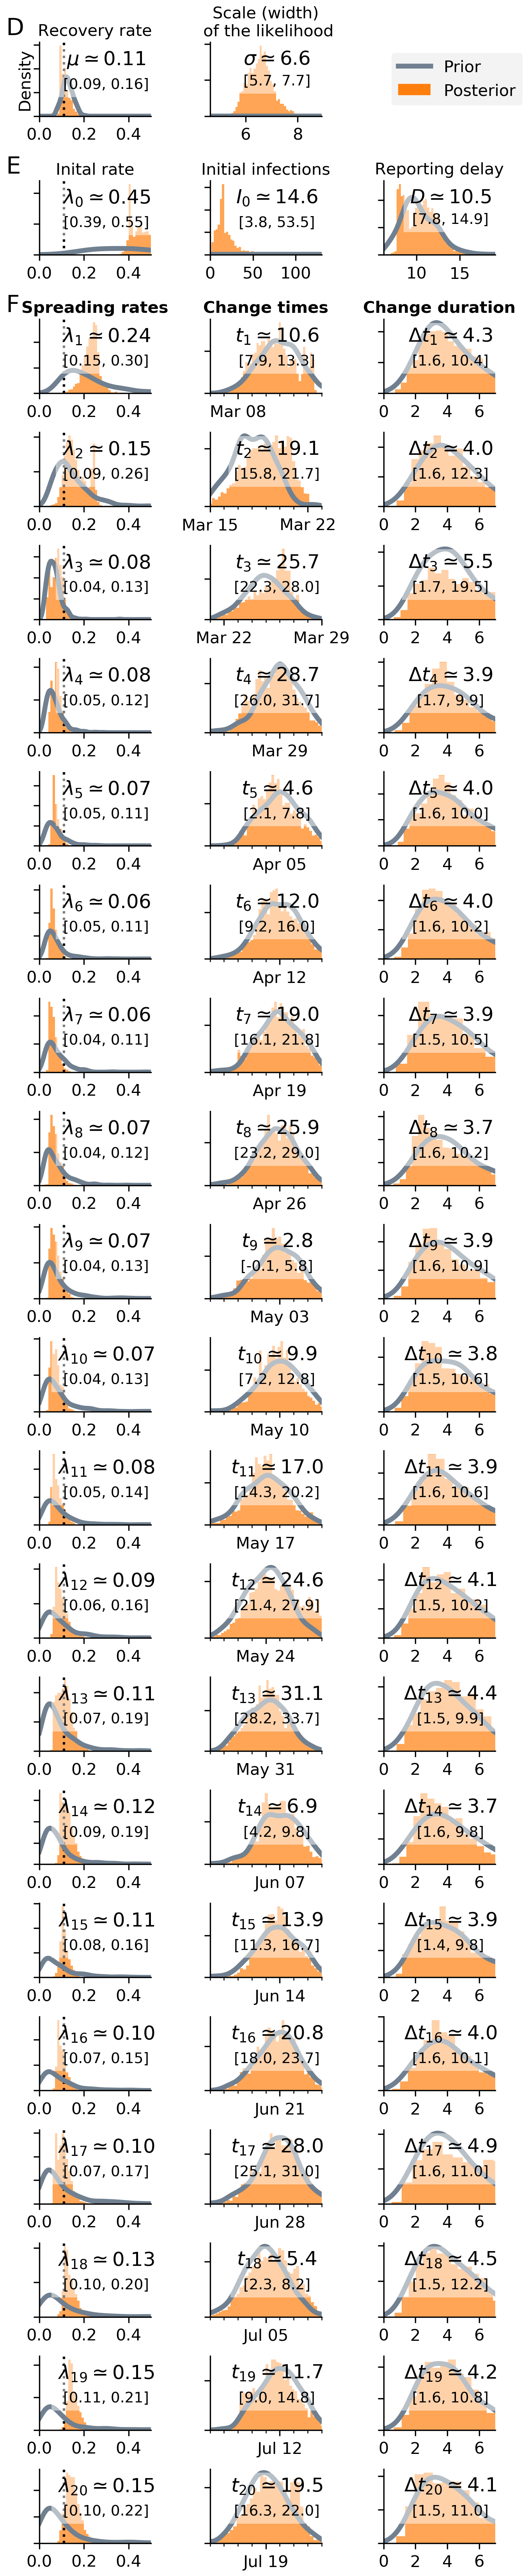 D
Recovery rate
Scale (width)
of the likelihood
Density
μ ≃ 0.11
[0.09, 0.16]
σ ≃ 6.6
[5.7, 7.7]
Prior
Posterior
0.0 0.2 0.4
6 8
E
Inital rate
Initial infections
Reporting delay
λ0 ≃ 0.45
[0.39, 0.55]
I0 ≃ 14.6
[3.8, 53.5]
D ≃ 10.5
[7.8, 14.9]
0.0 0.2 0.4
0 50 100
10 15
F
Spreading rates
Change times
Change duration
λ1 ≃ 0.24
[0.15, 0.30]
t1 ≃ 10.6
[7.9, 13.3]
Δt1 ≃ 4.3
[1.6, 10.4]
0.0 0.2 0.4
Mar 08
0 2 4 6
λ2 ≃ 0.15
[0.09, 0.26]
t2 ≃ 19.1
[15.8, 21.7]
Δt2 ≃ 4.0
[1.6, 12.3]
0.0 0.2 0.4
Mar 15 Mar 22
0 2 4 6
λ3 ≃ 0.08
[0.04, 0.13]
t3 ≃ 25.7
[22.3, 28.0]
Δt3 ≃ 5.5
[1.7, 19.5]
0.0 0.2 0.4
Mar 22 Mar 29
0 2 4 6
λ4 ≃ 0.08
[0.05, 0.12]
t4 ≃ 28.7
[26.0, 31.7]
Δt4 ≃ 3.9
[1.7, 9.9]
0.0 0.2 0.4
Mar 29
0 2 4 6
λ5 ≃ 0.07
[0.05, 0.11]
t5 ≃ 4.6
[2.1, 7.8]
Δt5 ≃ 4.0
[1.6, 10.0]
0.0 0.2 0.4
Apr 05
0 2 4 6
λ6 ≃ 0.06
[0.05, 0.11]
t6 ≃ 12.0
[9.2, 16.0]
Δt6 ≃ 4.0
[1.6, 10.2]
0.0 0.2 0.4
Apr 12
0 2 4 6
λ7 ≃ 0.06
[0.04, 0.11]
t7 ≃ 19.0
[16.1, 21.8]
Δt7 ≃ 3.9
[1.5, 10.5]
0.0 0.2 0.4
Apr 19
0 2 4 6
λ8 ≃ 0.07
[0.04, 0.12]
t8 ≃ 25.9
[23.2, 29.0]
Δt8 ≃ 3.7
[1.6, 10.2]
0.0 0.2 0.4
Apr 26
0 2 4 6
λ9 ≃ 0.07
[0.04, 0.13]
t9 ≃ 2.8
[-0.1, 5.8]
Δt9 ≃ 3.9
[1.6, 10.9]
0.0 0.2 0.4
May 03
0 2 4 6
λ10 ≃ 0.07
[0.04, 0.13]
t10 ≃ 9.9
[7.2, 12.8]
Δt10 ≃ 3.8
[1.5, 10.6]
0.0 0.2 0.4
May 10
0 2 4 6
λ11 ≃ 0.08
[0.05, 0.14]
t11 ≃ 17.0
[14.3, 20.2]
Δt11 ≃ 3.9
[1.6, 10.6]
0.0 0.2 0.4
May 17
0 2 4 6
λ12 ≃ 0.09
[0.06, 0.16]
t12 ≃ 24.6
[21.4, 27.9]
Δt12 ≃ 4.1
[1.5, 10.2]
0.0 0.2 0.4
May 24
0 2 4 6
λ13 ≃ 0.11
[0.07, 0.19]
t13 ≃ 31.1
[28.2, 33.7]
Δt13 ≃ 4.4
[1.5, 9.9]
0.0 0.2 0.4
May 31
0 2 4 6
λ14 ≃ 0.12
[0.09, 0.19]
t14 ≃ 6.9
[4.2, 9.8]
Δt14 ≃ 3.7
[1.6, 9.8]
0.0 0.2 0.4
Jun 07
0 2 4 6
λ15 ≃ 0.11
[0.08, 0.16]
t15 ≃ 13.9
[11.3, 16.7]
Δt15 ≃ 3.9
[1.4, 9.8]
0.0 0.2 0.4
Jun 14
0 2 4 6
λ16 ≃ 0.10
[0.07, 0.15]
t16 ≃ 20.8
[18.0, 23.7]
Δt16 ≃ 4.0
[1.6, 10.1]
0.0 0.2 0.4
Jun 21
0 2 4 6
λ17 ≃ 0.10
[0.07, 0.17]
t17 ≃ 28.0
[25.1, 31.0]
Δt17 ≃ 4.9
[1.6, 11.0]
0.0 0.2 0.4
Jun 28
0 2 4 6
λ18 ≃ 0.13
[0.10, 0.20]
t18 ≃ 5.4
[2.3, 8.2]
Δt18 ≃ 4.5
[1.5, 12.2]
0.0 0.2 0.4
Jul 05
0 2 4 6
λ19 ≃ 0.15
[0.11, 0.21]
t19 ≃ 11.7
[9.0, 14.8]
Δt19 ≃ 4.2
[1.6, 10.8]
0.0 0.2 0.4
Jul 12
0 2 4 6
λ20 ≃ 0.15
[0.10, 0.22]
t20 ≃ 19.5
[16.3, 22.0]
Δt20 ≃ 4.1
[1.5, 11.0]
0.0 0.2 0.4
Jul 19
0 2 4 6